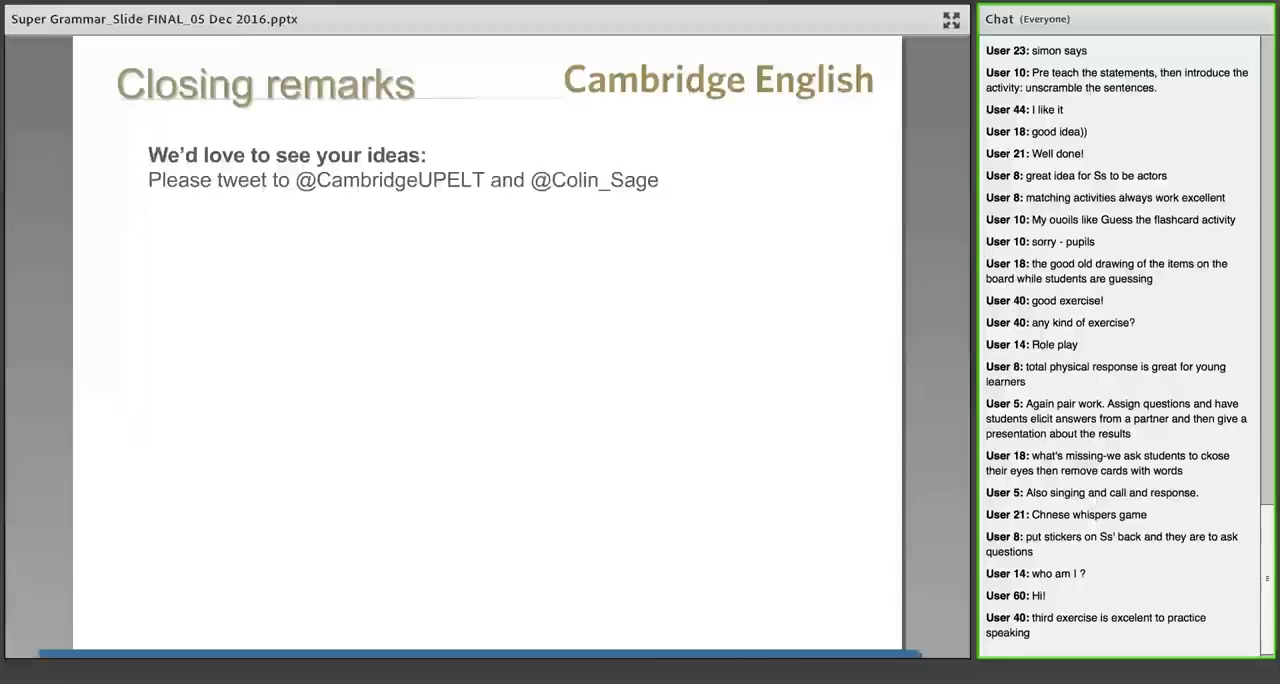 Super Grammar_Slide FINAL_05 Dec 2016.pptx
Closing remarks
Cambridge English
We'd love to see your ideas:
Please tweet to @CambridgeUPELT and @Colin_Sage
Chat (Everyone)
User 23: simon says
User 10: Pre teach the statements, then introduce the
activity: unscramble the sentences.
User 44: I like it
User 18: good idea))
User 21: Well done!
User 8: great idea for Ss to be actors
User 8: matching activities always work excellent
User 10: My ouoils like Guess the flashcard activity
User 10: sorry - pupils
User 18: the good old drawing of the items on the
board while students are guessing
User 40: good exercise!
User 40: any kind of exercise?
User 14: Role play
User 8: total physical response is great for young
learners
User 5: Again pair work. Assign questions and have
students elicit answers from a partner and then give a
presentation about the results
User 18: what's missing-we ask students to ckose
their eyes then remove cards with words
User 5: Also singing and call and response.
User 21: Chnese whispers game
User 8: put stickers on Ss' back and they are to ask
questions
User 14: who am I ?
User 60: Hi!
User 40: third exercise is excelent to practice
speaking